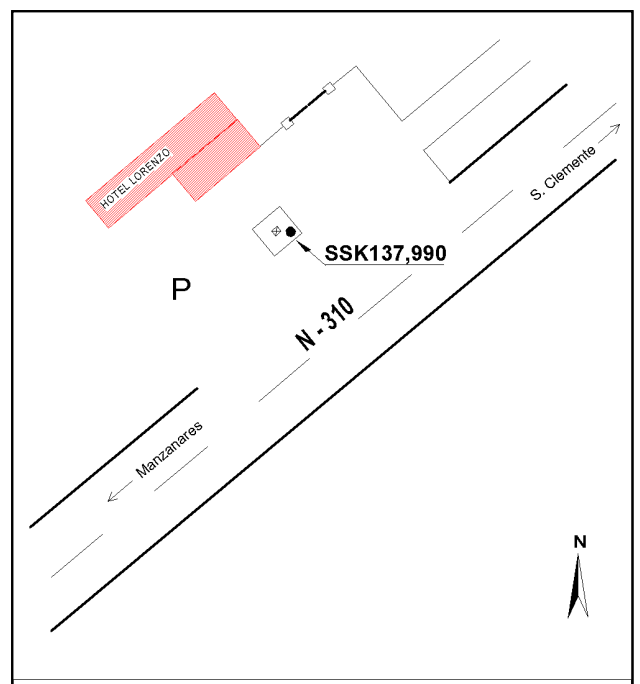 HOTEL LORENZO
S. Clemente
SSK137,990
P
N - 310
Manzanares
N